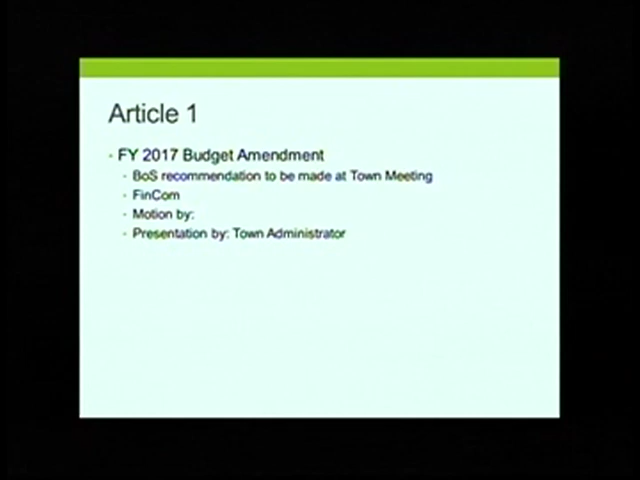 Article 1
FY 2017 Budget Amendment
BoS recommendation to be made at Town Meeting
FinCom
Motion by:
Presentation by: Town Administrator